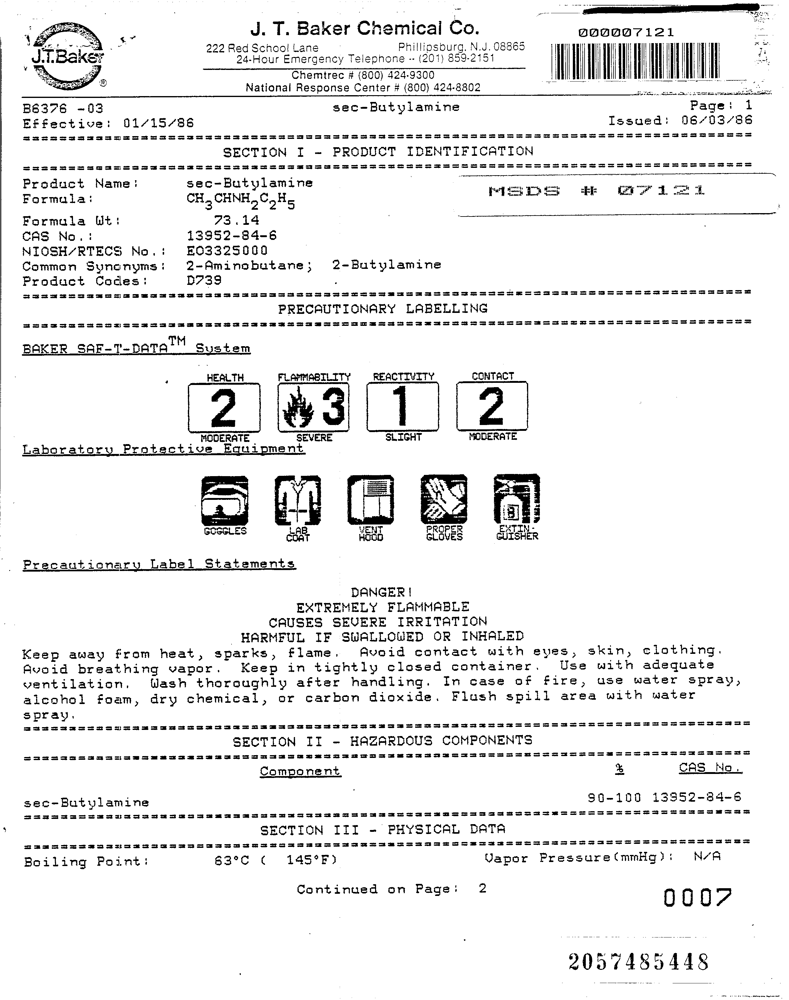 J. T. Baker Chemical Co.
222 Red School Lane Phillipsburg, N.J. 08865
24-Hour Emergency Telephone -- (201) 859-2151
Chemtrec # (800) 424-9300
National Response Center # (800) 424-8802
J.T.Baker ®
000007121
B6376 -03 sec-Butylamine Page: 1
Effective: 01/15/86 Issued: 06/03/86
SECTION I - PRODUCT IDENTIFICATION
Product Name: sec-Butylamine
MSDS # 07121
Formula: CH3CHNH2C2H5
Formula Wt: 73.14
CAS No.: 13952-84-6
NIOSH/RTECS No.: EO3325000
Common Synonyms: 2-Aminobutane; 2-Butylamine
Product Codes: D739
PRECAUTIONARY LABELLING
BAKER SAF-T-DATA™ System
HEALTH FLAMMABILITY REACTIVITY CONTACT
2 3 1 2
MODERATE SEVERE SLIGHT MODERATE
Laboratory Protective Equipment
GOGGLES LAB COAT VENT HOOD PROPER GLOVES EXTIN-GUISHER
Precautionary Label Statements
DANGER!
EXTREMELY FLAMMABLE
CAUSES SEVERE IRRITATION
HARMFUL IF SWALLOWED OR INHALED
Keep away from heat, sparks, flame. Avoid contact with eyes, skin, clothing.
Avoid breathing vapor. Keep in tightly closed container. Use with adequate
ventilation. Wash thoroughly after handling. In case of fire, use water spray,
alcohol foam, dry chemical, or carbon dioxide. Flush spill area with water
spray.
SECTION II - HAZARDOUS COMPONENTS
Component % CAS No.
sec-Butylamine 90-100 13952-84-6
SECTION III - PHYSICAL DATA
Boiling Point: 63°C ( 145°F) Vapor Pressure(mmHg): N/A
Continued on Page: 2
0007
2057485448